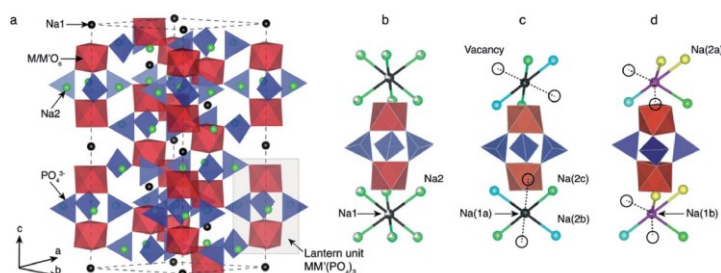 a
Na1
M/M'O₆
Na2
PO₄³⁻
c
a
b
Lantern unit
MM'(PO₄)₃
b
Na2
Na1
c
Vacancy
Na(2c)
Na(1a)
Na(2b)
d
Na(2a)
Na(1b)